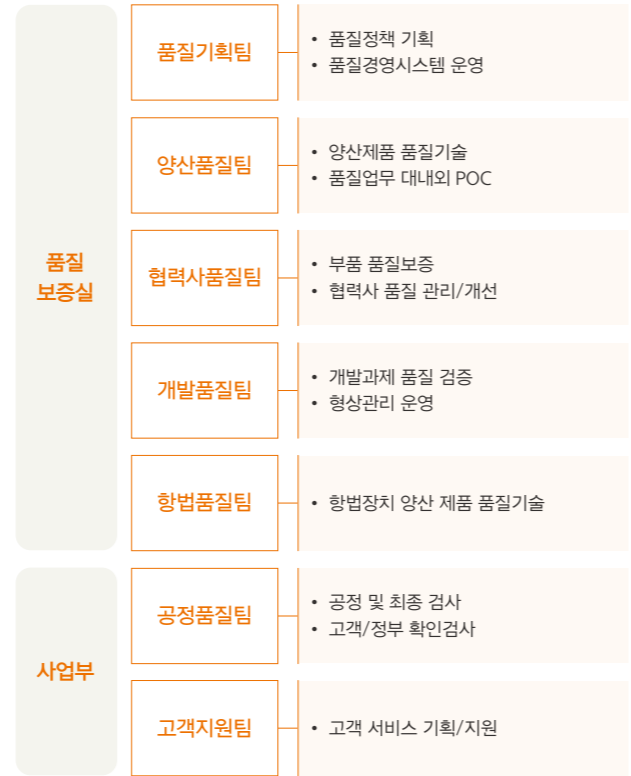 품질
보증실
품질기획팀
• 품질정책 기획
• 품질경영시스템 운영
양산품질팀
• 양산제품 품질기술
• 품질업무 대내외 POC
협력사품질팀
• 부품 품질보증
• 협력사 품질 관리/개선
개발품질팀
• 개발과제 품질 검증
• 형상관리 운영
항법품질팀
• 항법장치 양산 제품 품질기술
사업부
공정품질팀
• 공정 및 최종 검사
• 고객/정부 확인검사
고객지원팀
• 고객 서비스 기획/지원